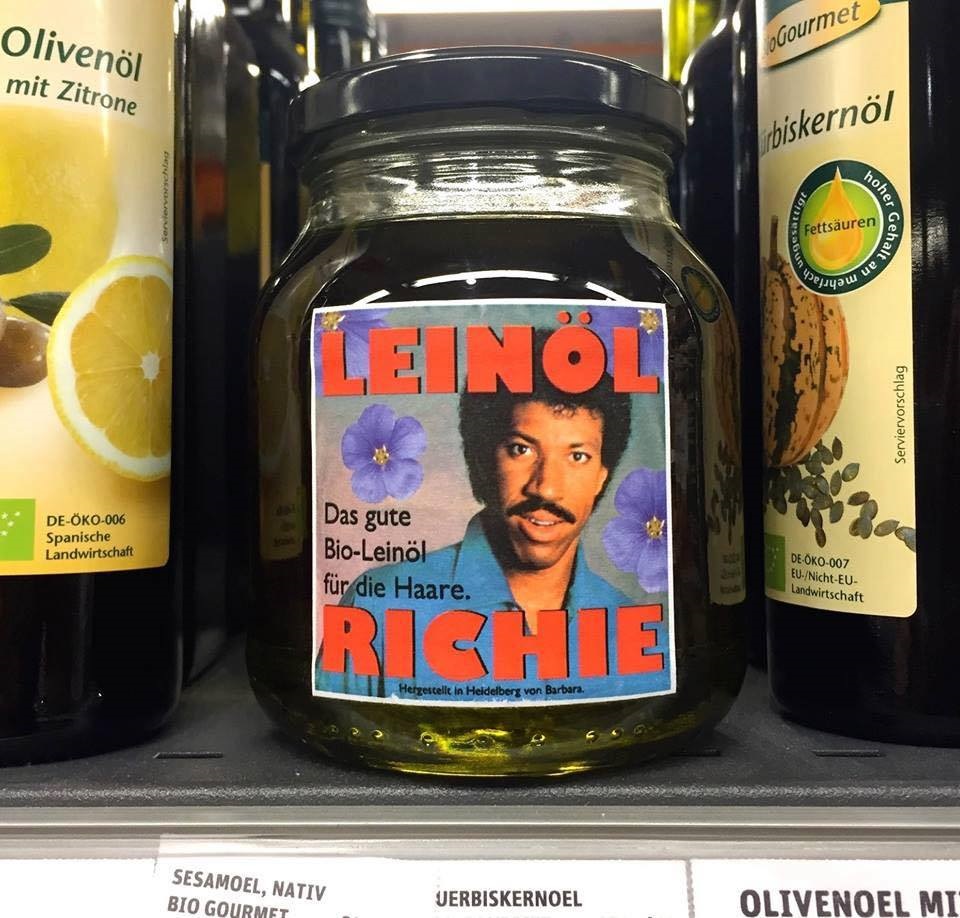 Olivenöl
mit Zitrone
Serviervorschlag
DE-ÖKO-006
Spanische
Landwirtschaft
LEINÖL
Das gute
Bio-Leinöl
für die Haare.
RICHIE
Hergestellt in Heidelberg von Barbara.
oGourmet
ürbiskernöl
hoher Gehalt an mehrfach ungesättigt
Fettsäuren
Serviervorschlag
DE-ÖKO-007
EU-/Nicht-EU-
Landwirtschaft
SESAMOEL, NATIV
BIO GOURMET
UERBISKERNOEL
OLIVENOEL MI